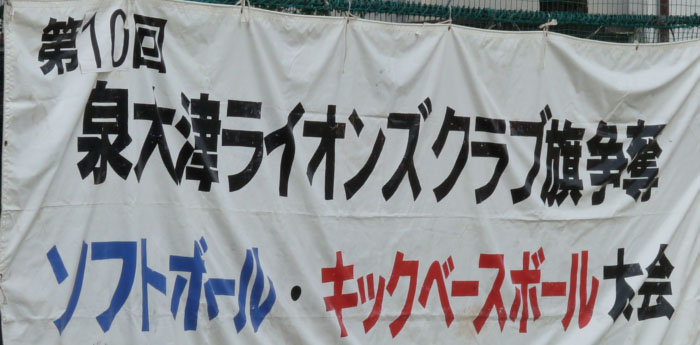 第10回
泉大津ライオンズクラブ旗争奪
ソフトボール・キックベースボール大会